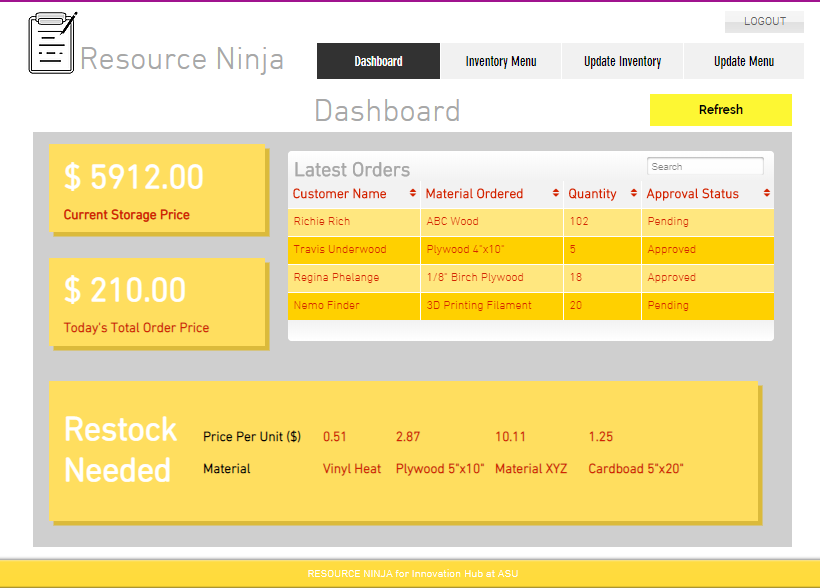 LOGOUT
Resource Ninja
Dashboard Inventory Menu Update Inventory Update Menu
Dashboard
Refresh
$ 5912.00
Current Storage Price
$ 210.00
Today's Total Order Price
Latest Orders
Search
Customer Name Material Ordered Quantity Approval Status
Richie Rich ABC Wood 102 Pending
Travis Underwood Plywood 4"x10" 5 Approved
Regina Phelange 1/8" Birch Plywood 18 Approved
Nemo Finder 3D Printing Filament 20 Pending
Restock
Needed
Price Per Unit ($) 0.51 2.87 10.11 1.25
Material Vinyl Heat Plywood 5"x10" Material XYZ Cardboad 5"x20"
RESOURCE NINJA for Innovation Hub at ASU